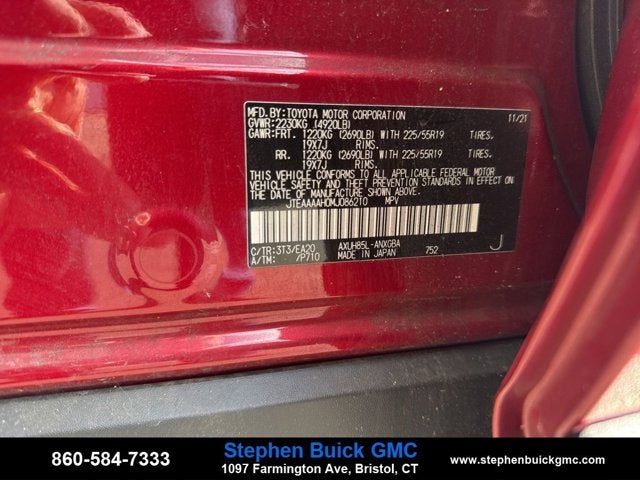 MFD.BY:TOYOTA MOTOR CORPORATION 11/21
GVWR:2230KG (4920LB)
GAWR:FRT. 1220KG (2690LB) WITH 225/55R19 TIRES.
19X7J RIMS.
RR. 1220KG (2690LB) WITH 225/55R19 TIRES.
19X7J RIMS.
THIS VEHICLE CONFORMS TO ALL APPLICABLE FEDERAL MOTOR
VEHICLE SAFETY AND THEFT PREVENTION STANDARDS IN EFFECT ON
THE DATE OF MANUFACTURE SHOWN ABOVE.
JTEAAAAH0MJ086210 MPV
C/TR:3T3/EA20 AXUH85L-ANXGBA J
A/TM: /P710 MADE IN JAPAN 752
860-584-7333
Stephen Buick GMC
1097 Farmington Ave, Bristol, CT
www.stephenbuickgmc.com